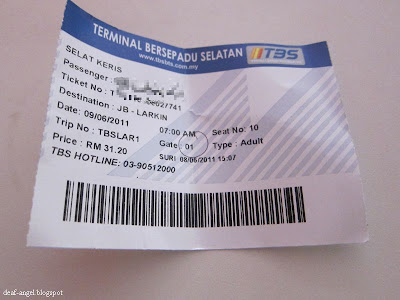 TERMINAL BERSEPADU SELATAN TBS
www.tbsbts.com.my
SELAT KERIS
Passenger :
Ticket No : T 027741
Destination : JB - LARKIN
Date: 09/06/2011 07:00 AM Seat No: 10
Trip No : TBSLAR1 Gate: 01 Type : Adult
Price : RM 31.20 SURI 08/06/2011 15:07
TBS HOTLINE: 03-90512000
deaf-angel.blogspot